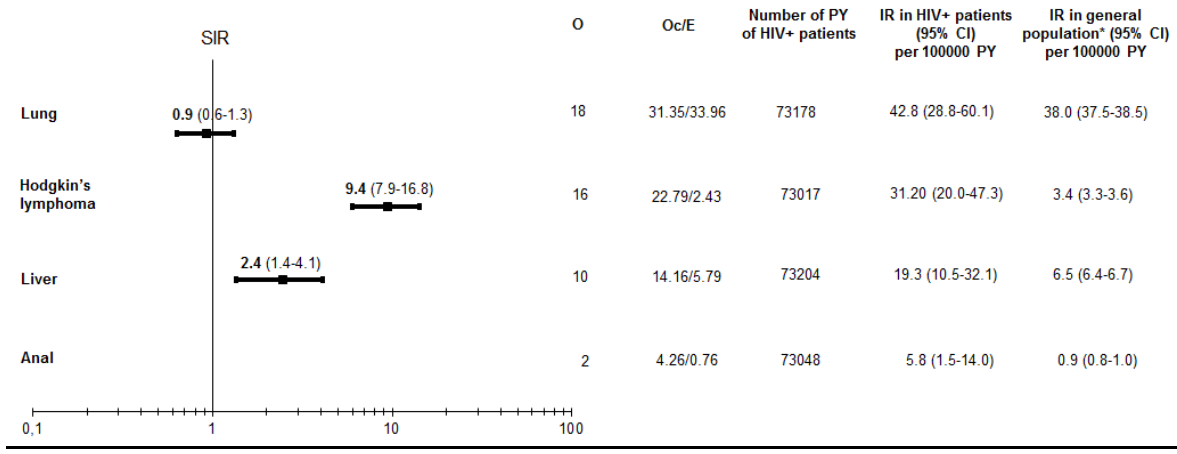 SIR
O
Oc/E
Number of PY
of HIV+ patients
IR in HIV+ patients
(95% CI)
per 100000 PY
IR in general
population* (95% CI)
per 100000 PY
Lung
0.9 (0.6-1.3)
18
31.35/33.96
73178
42.8 (28.8-60.1)
38.0 (37.5-38.5)
Hodgkin's
lymphoma
9.4 (7.9-16.8)
16
22.79/2.43
73017
31.20 (20.0-47.3)
3.4 (3.3-3.6)
Liver
2.4 (1.4-4.1)
10
14.16/5.79
73204
19.3 (10.5-32.1)
6.5 (6.4-6.7)
Anal
2
4.26/0.76
73048
5.8 (1.5-14.0)
0.9 (0.8-1.0)
0,1
1
10
100